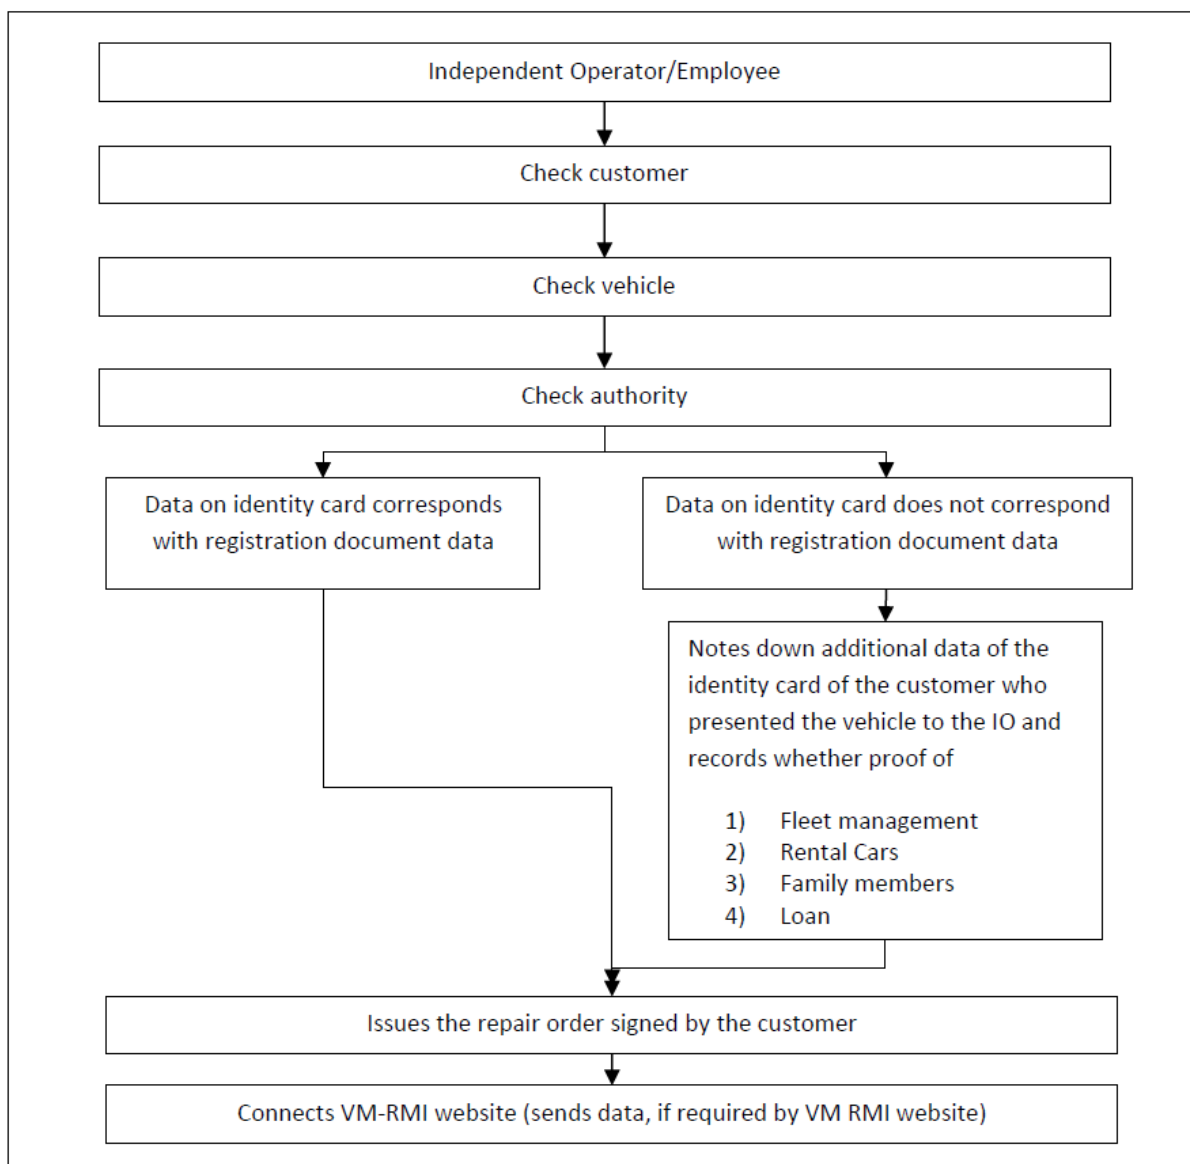 Independent Operator/Employee
Check customer
Check vehicle
Check authority
Data on identity card corresponds
with registration document data
Data on identity card does not correspond
with registration document data
Notes down additional data of the
identity card of the customer who
presented the vehicle to the IO and
records whether proof of
1) Fleet management
2) Rental Cars
3) Family members
4) Loan
Issues the repair order signed by the customer
Connects VM-RMI website (sends data, if required by VM RMI website)